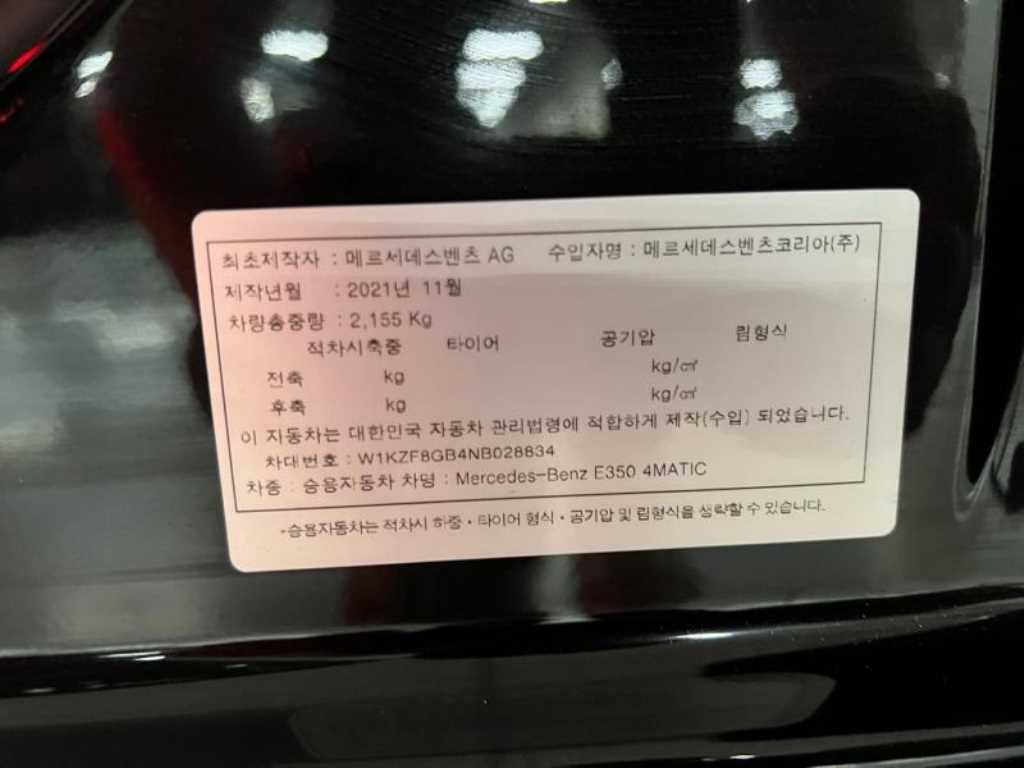 최초제작자 : 메르세데스벤츠 AG 수입자명 : 메르세데스벤츠코리아(주)
제작년월 : 2021년 11월
차량총중량 : 2,155 Kg
적차시축중 타이어 공기압 림형식
전축 kg kg/㎠
후축 kg kg/㎠
이 자동차는 대한민국 자동차 관리법령에 적합하게 제작(수입) 되었습니다.
차대번호 : W1KZF8GB4NB028834
차종 : 승용자동차 차명 : Mercedes-Benz E350 4MATIC
*승용자동차는 적차시 하중・타이어 형식・공기압 및 림형식을 생략할 수 있습니다.